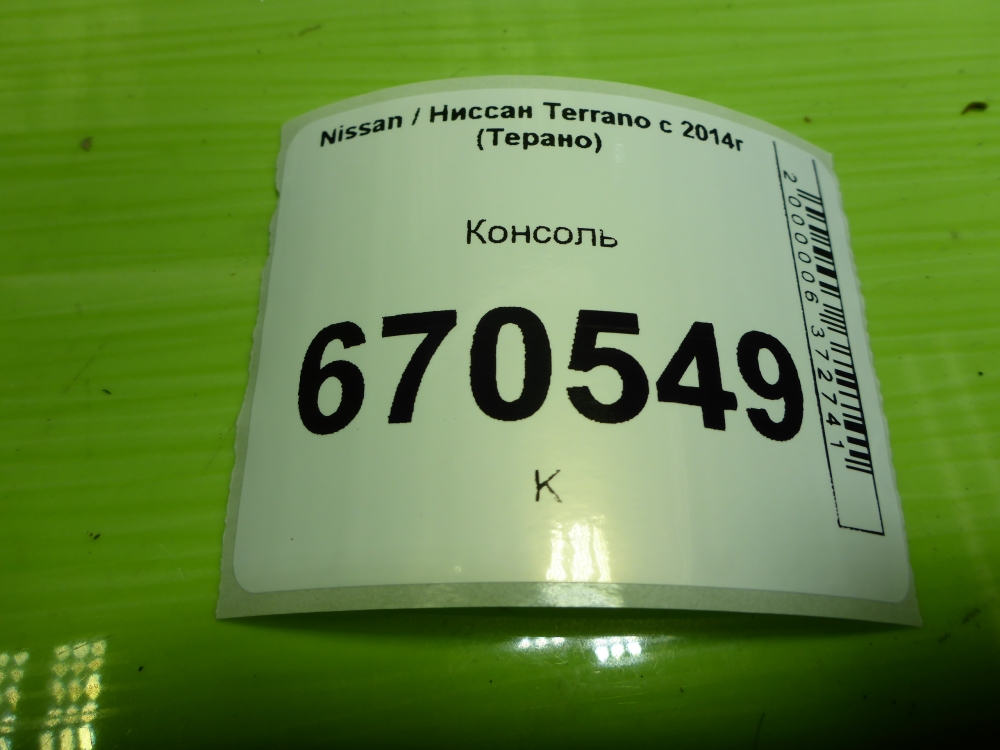 Nissan / Ниссан Terrano с 2014г
(Терано)
Консоль
670549
К
2000006372741